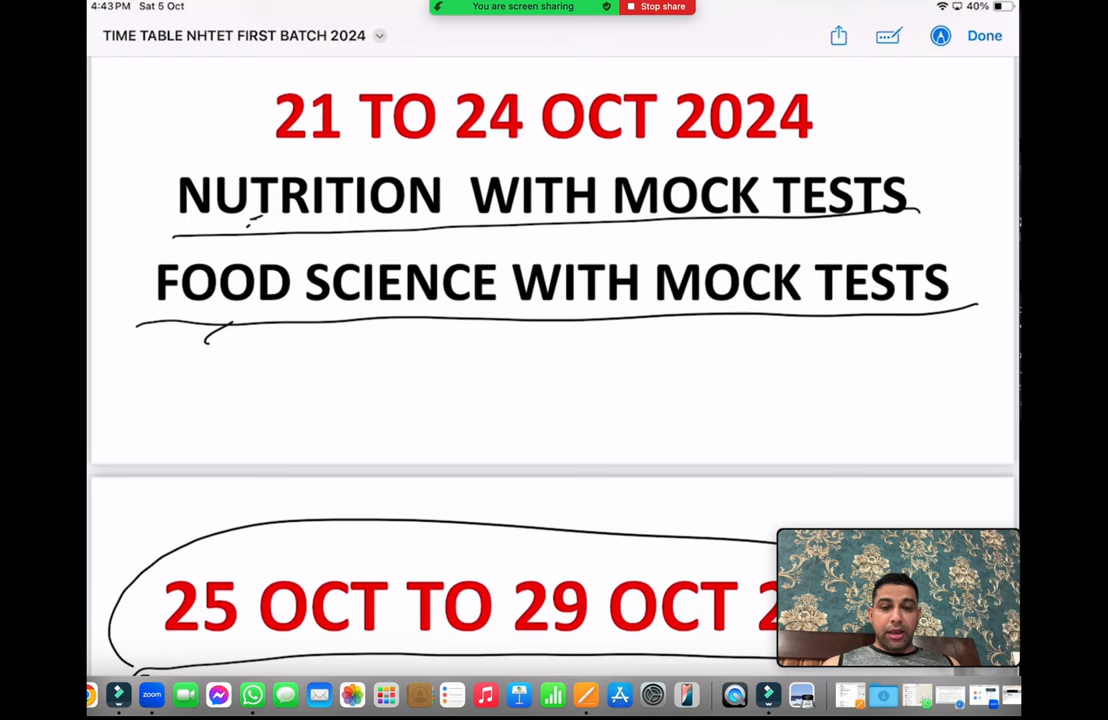 4:43PM Sat 5 Oct
You are screen sharing
Stop share
40%
TIME TABLE NHTET FIRST BATCH 2024
Done
21 TO 24 OCT 2024
NUTRITION WITH MOCK TESTS
FOOD SCIENCE WITH MOCK TESTS
25 OCT TO 29 OCT 2
zoom